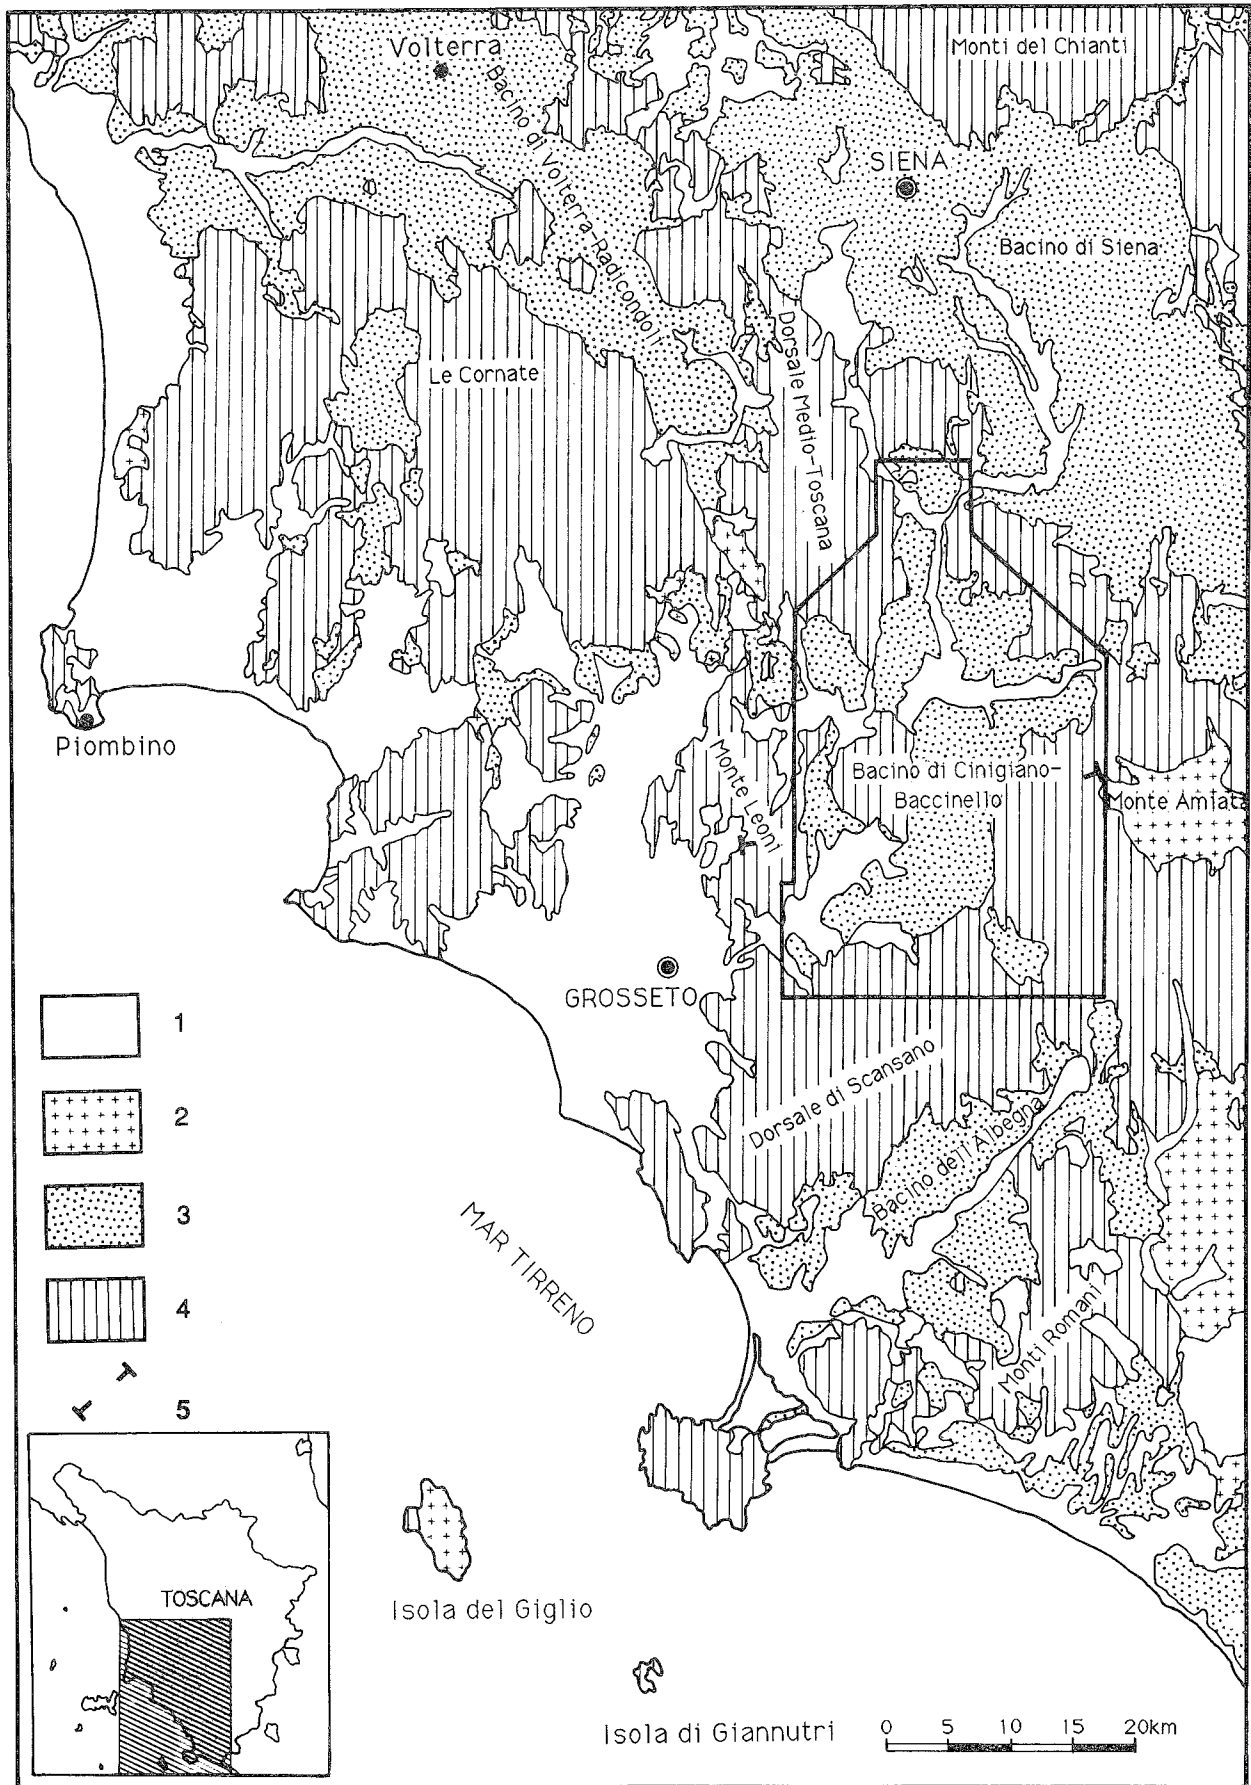 Volterra
Monti del Chianti
Bacino di Volterra-Radicondoli
SIENA
Bacino di Siena
Dorsale Medio-Toscana
Le Cornate
Piombino
Monte Leoni
Bacino di Cinigiano-
Baccinello
Monte Amiata
GROSSETO
1
2
3
4
5
Dorsale di Scansano
Bacino dell'Albegna
MAR TIRRENO
Monti Romani
TOSCANA
Isola del Giglio
Isola di Giannutri
0 5 10 15 20km